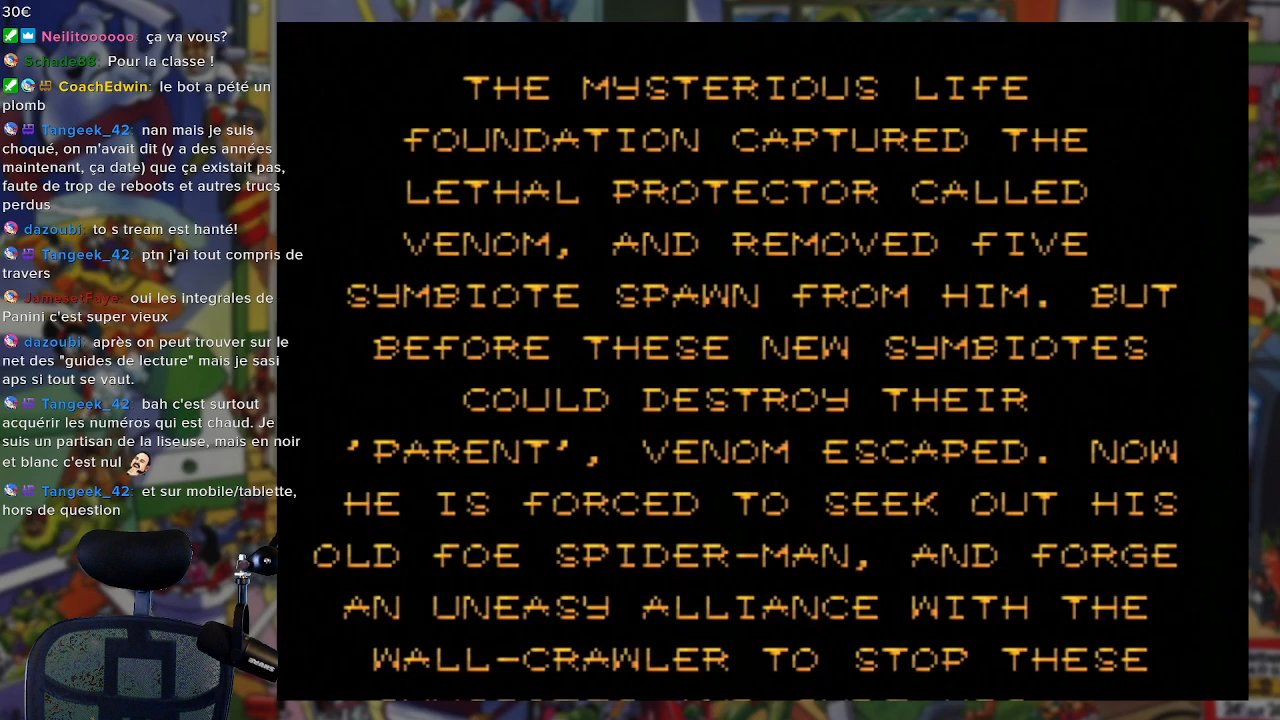 30€
Neilitoooooo: ça va vous?
Schade88: Pour la classe !
CoachEdwin: le bot a pété un
plomb
Tangeek_42: nan mais je suis
choqué, on m'avait dit (y a des années
maintenant, ça date) que ça existait pas,
faute de trop de reboots et autres trucs
perdus
dazoubi: to s tream est hanté!
Tangeek_42: ptn j'ai tout compris de
travers
JamesetFaye: oui les integrales de
Panini c'est super vieux
dazoubi: après on peut trouver sur le
net des "guides de lecture" mais je sasi
aps si tout se vaut.
Tangeek_42: bah c'est surtout
acquérir les numéros qui est chaud. Je
suis un partisan de la liseuse, mais en noir
et blanc c'est nul
Tangeek_42: et sur mobile/tablette,
hors de question
THE MYSTERIOUS LIFE
FOUNDATION CAPTURED THE
LETHAL PROTECTOR CALLED
VENOM, AND REMOVED FIVE
SYMBIOTE SPAWN FROM HIM. BUT
BEFORE THESE NEW SYMBIOTES
COULD DESTROY THEIR
'PARENT', VENOM ESCAPED. NOW
HE IS FORCED TO SEEK OUT HIS
OLD FOE SPIDER-MAN, AND FORGE
AN UNEASY ALLIANCE WITH THE
WALL-CRAWLER TO STOP THESE